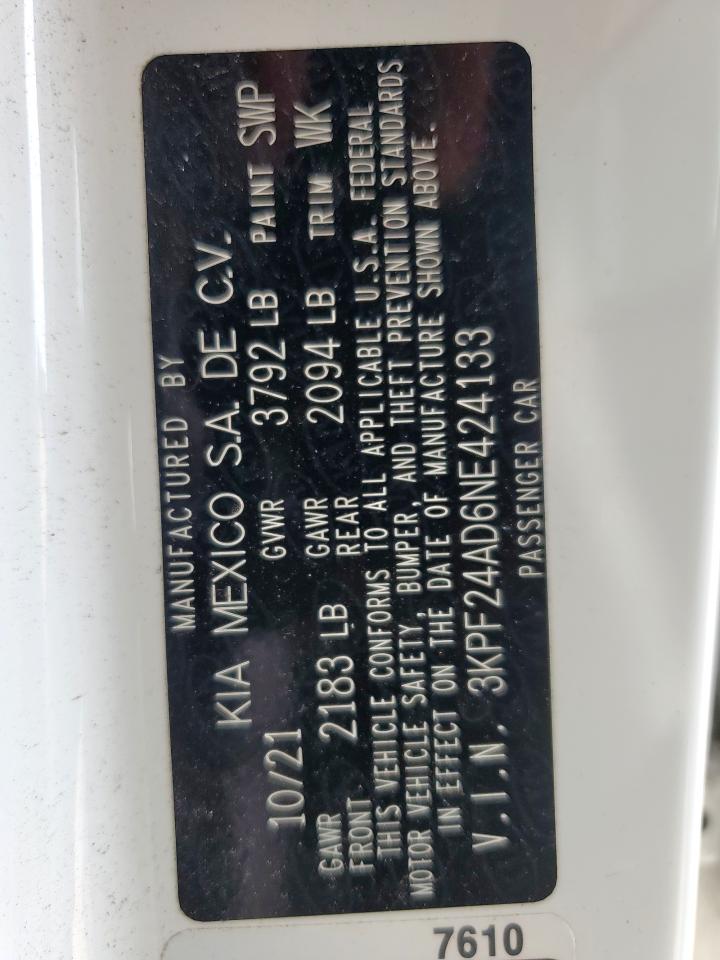 MANUFACTURED BY
KIA MEXICO S.A. DE C.V.
10/21 GVWR 3792 LB PAINT SWP
GAWR FRONT 2183 LB GAWR REAR 2094 LB TRIM WK
THIS VEHICLE CONFORMS TO ALL APPLICABLE U.S.A. FEDERAL
MOTOR VEHICLE SAFETY, BUMPER, AND THEFT PREVENTION STANDARDS
IN EFFECT ON THE DATE OF MANUFACTURE SHOWN ABOVE.
V.I.N. 3KPF24AD6NE424133
PASSENGER CAR
7610